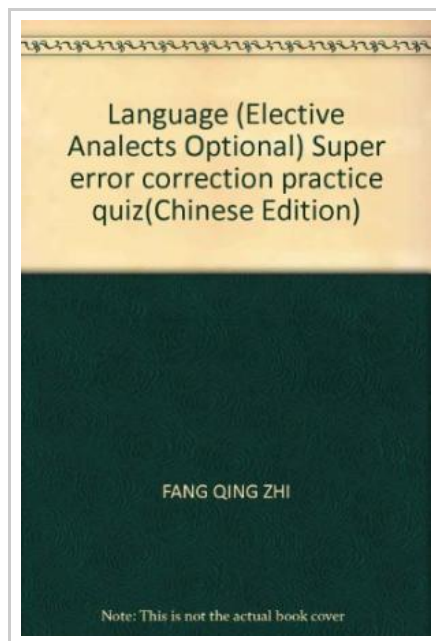 Language (Elective
Analects Optional) Super
error correction practice
quiz(Chinese Edition)
FANG QING ZHI
Note: This is not the actual book cover